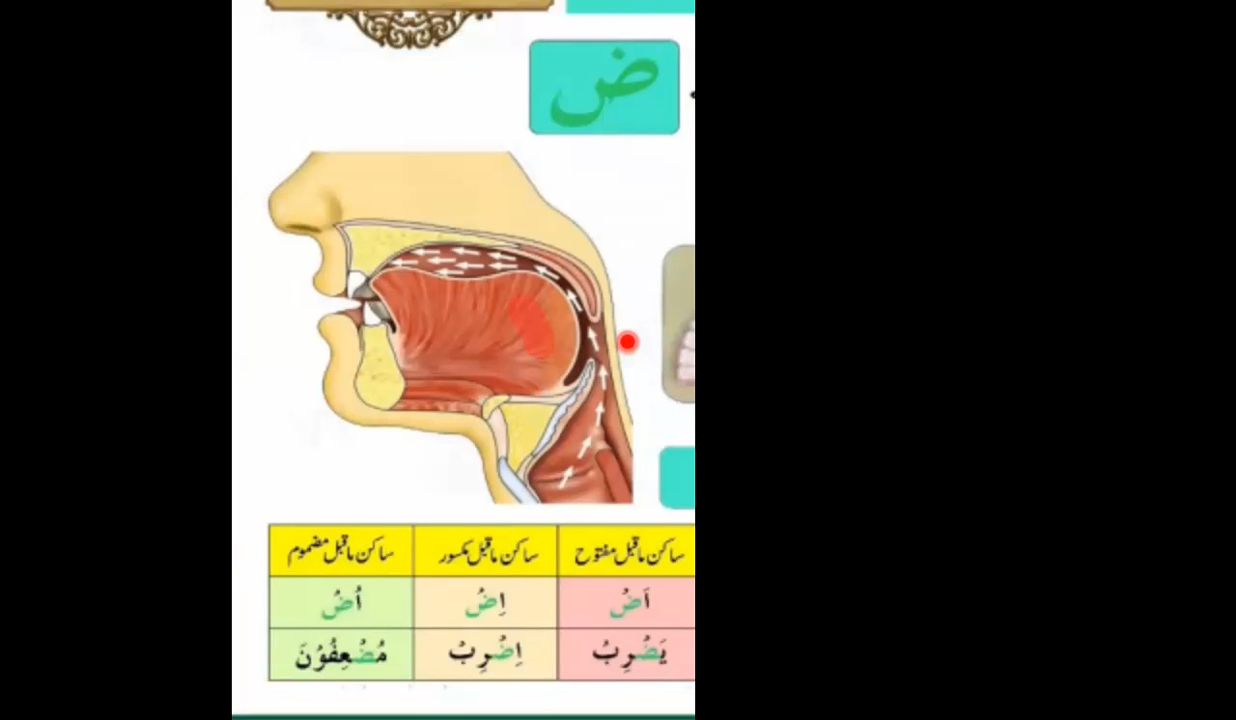 ض
ساکن ماقبل مفتوح ساکن ماقبل مکسور ساکن ماقبل مضموم
اَضْ اِضْ اُضْ
یَضْرِبُ اِضْرِبْ مُضْعِفُوْنَ